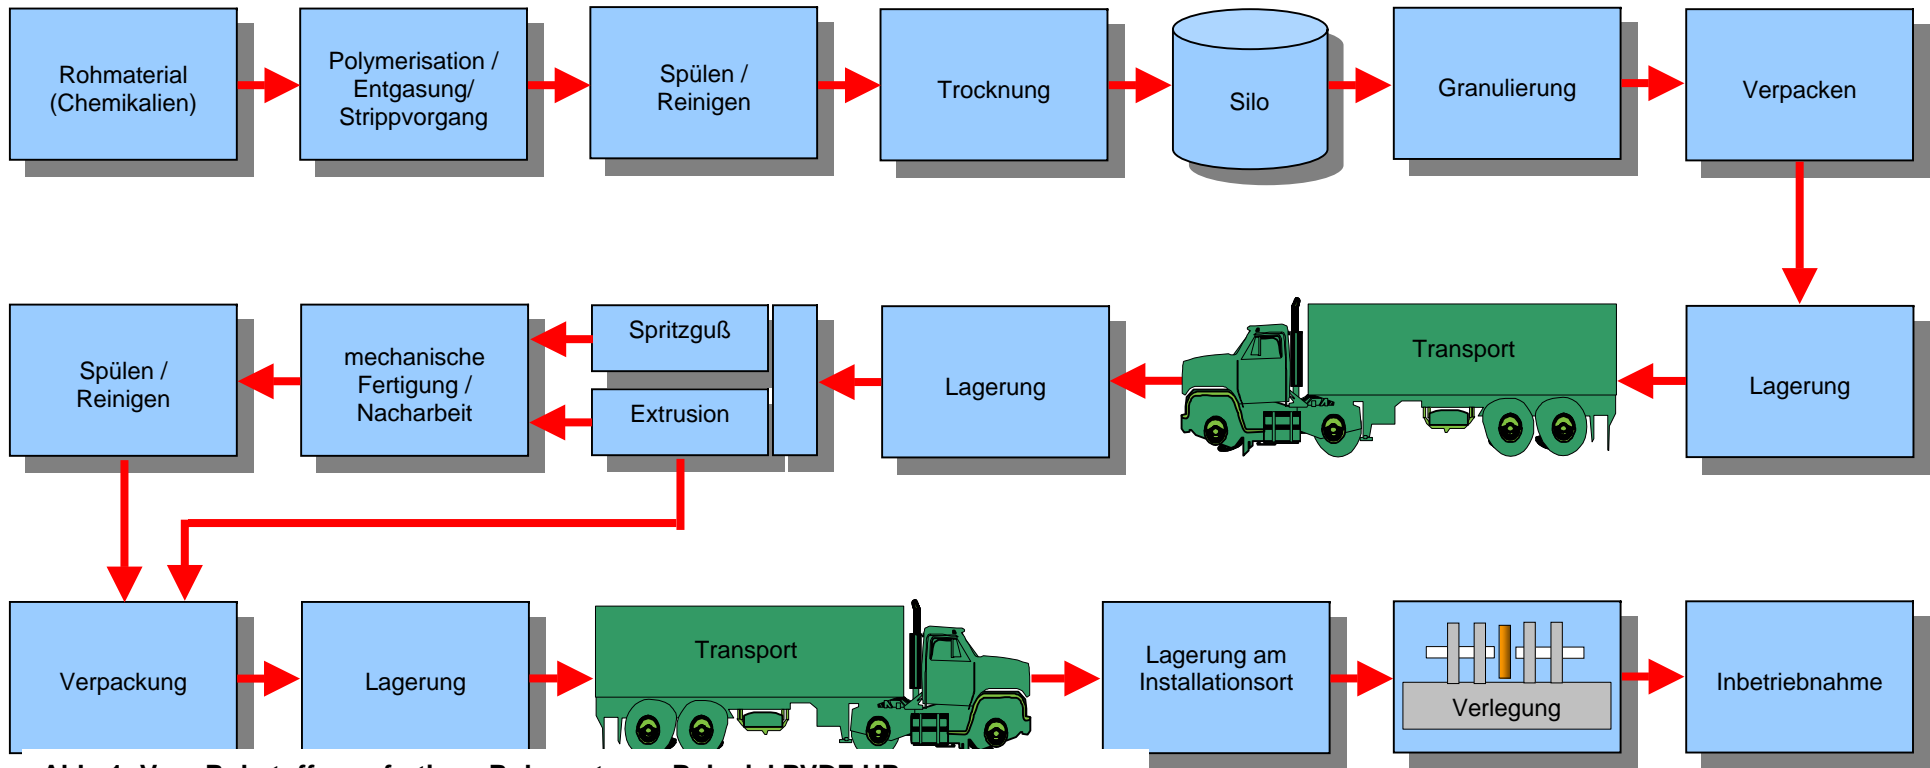 Rohmaterial
(Chemikalien)
Polymerisation /
Entgasung/
Strippvorgang
Spülen /
Reinigen
Trocknung
Silo
Granulierung
Verpacken
Spülen /
Reinigen
mechanische
Fertigung /
Nacharbeit
Spritzguß
Extrusion
Lagerung
Transport
Lagerung
Verpackung
Lagerung
Transport
Lagerung am
Installationsort
Verlegung
Inbetriebnahme